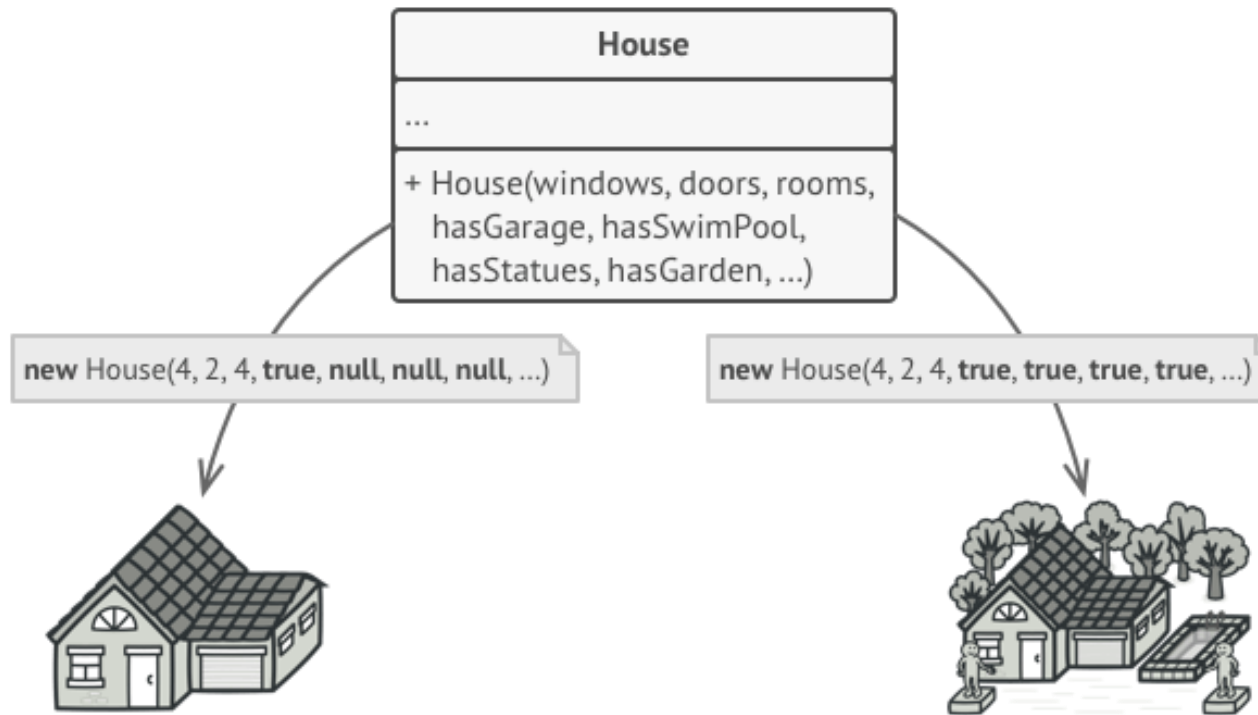 House
...
+ House(windows, doors, rooms,
hasGarage, hasSwimPool,
hasStatues, hasGarden, ...)
new House(4, 2, 4, true, null, null, null, ...)
new House(4, 2, 4, true, true, true, true, ...)